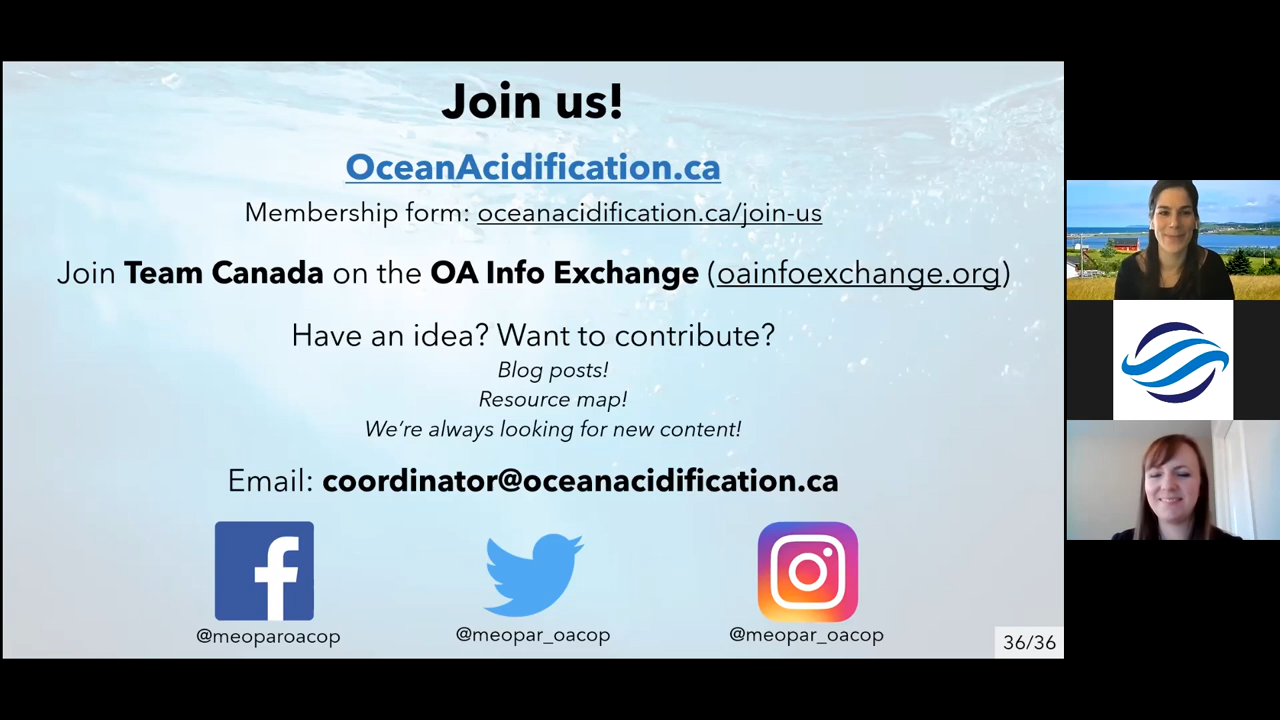 Join us!
OceanAcidification.ca
Membership form: oceanacidification.ca/join-us
Join Team Canada on the OA Info Exchange (oainfoexchange.org)
Have an idea? Want to contribute?
Blog posts!
Resource map!
We're always looking for new content!
Email: coordinator@oceanacidification.ca
@meoparoacop
@meopar_oacop
@meopar_oacop
36/36